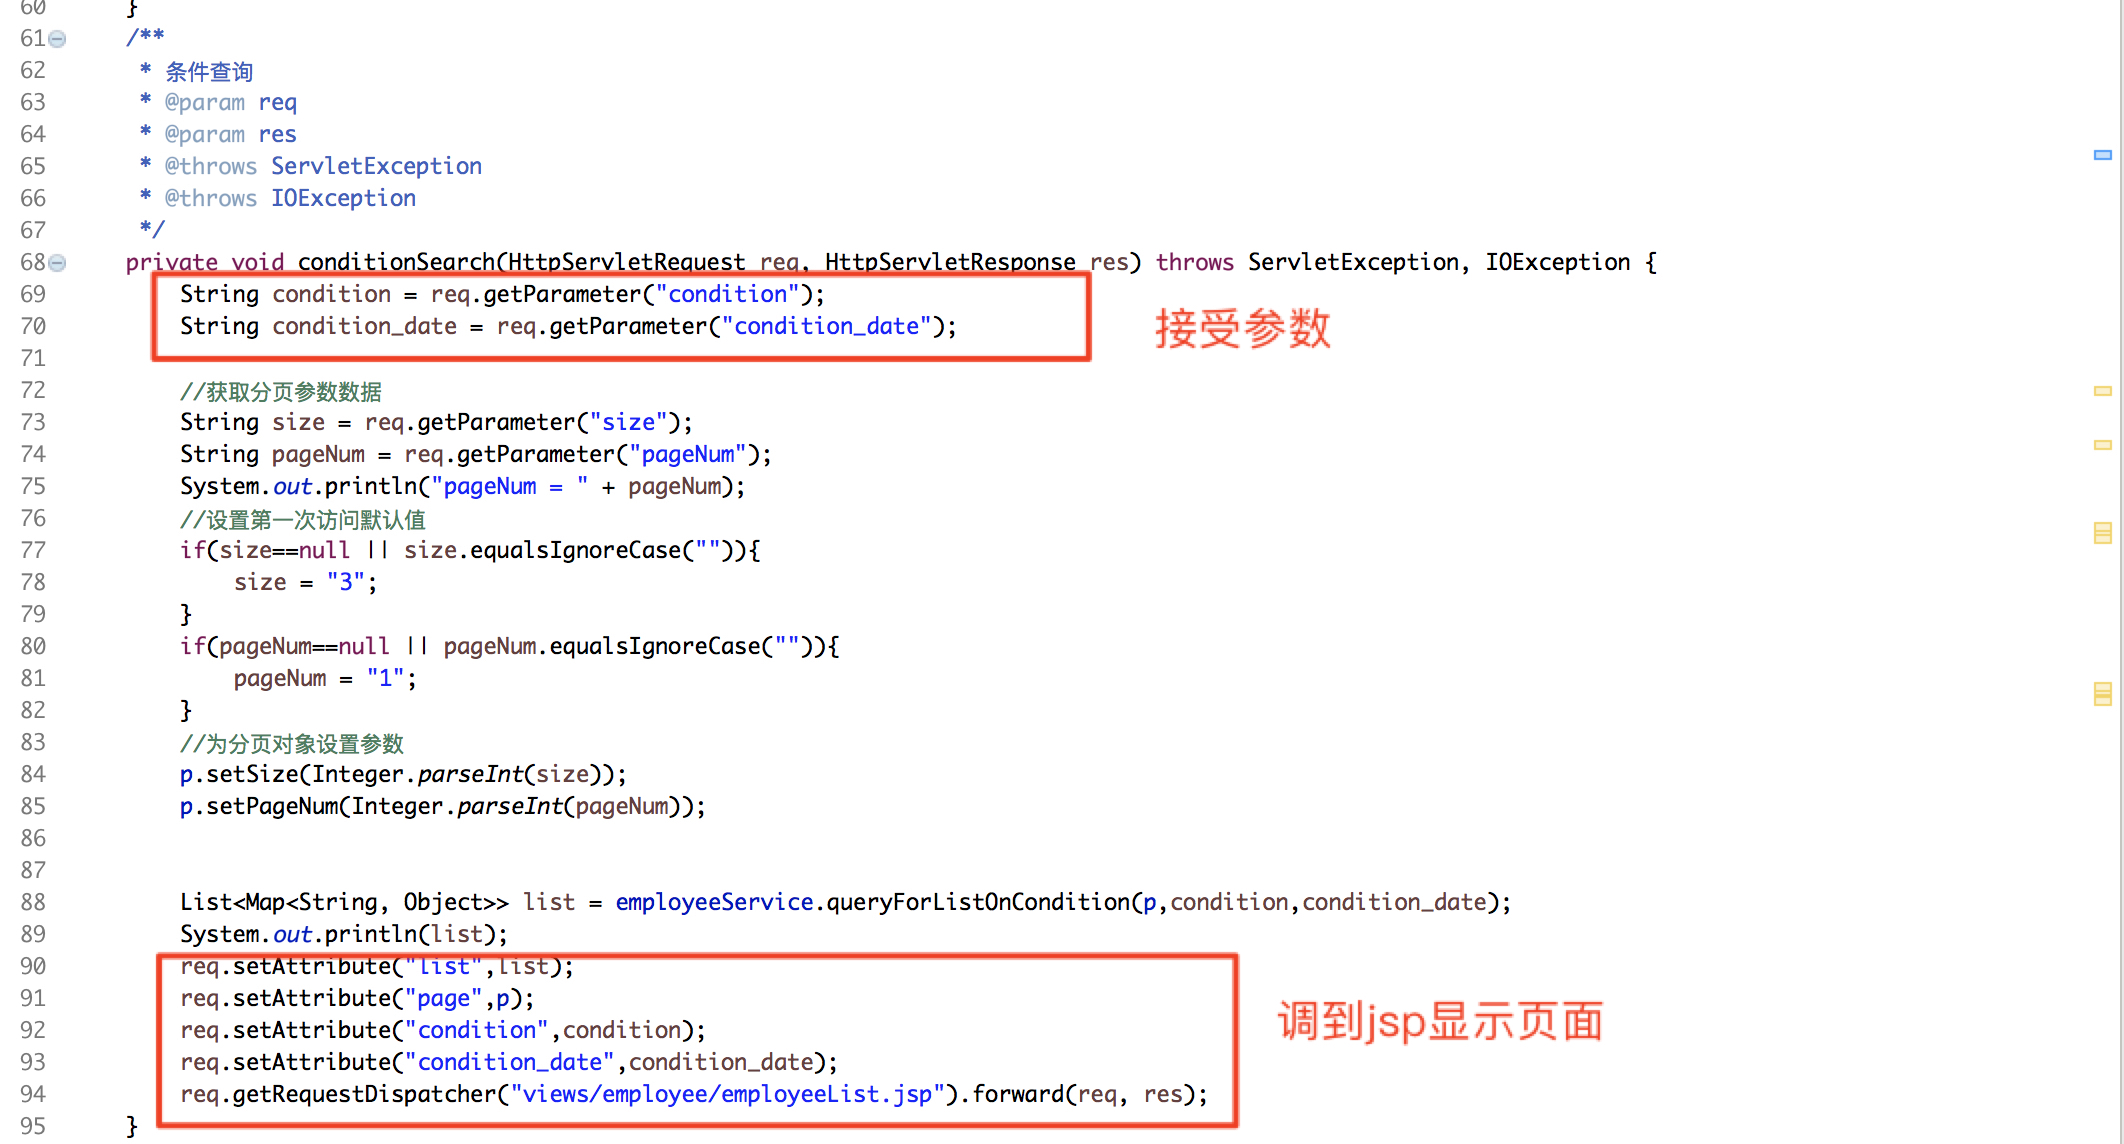 60 }
61 /**
62 * 条件查询
63 * @param req
64 * @param res
65 * @throws ServletException
66 * @throws IOException
67 */
68 private void conditionSearch(HttpServletRequest req, HttpServletResponse res) throws ServletException, IOException {
69 String condition = req.getParameter("condition");
70 String condition_date = req.getParameter("condition_date");
接受参数
71
72 //获取分页参数数据
73 String size = req.getParameter("size");
74 String pageNum = req.getParameter("pageNum");
75 System.out.println("pageNum = " + pageNum);
76 //设置第一次访问默认值
77 if(size==null || size.equalsIgnoreCase("")){
78 size = "3";
79 }
80 if(pageNum==null || pageNum.equalsIgnoreCase("")){
81 pageNum = "1";
82 }
83 //为分页对象设置参数
84 p.setSize(Integer.parseInt(size));
85 p.setPageNum(Integer.parseInt(pageNum));
86
87
88 List<Map<String, Object>> list = employeeService.queryForListOnCondition(p,condition,condition_date);
89 System.out.println(list);
90 req.setAttribute("list",list);
91 req.setAttribute("page",p);
92 req.setAttribute("condition",condition);
调到jsp显示页面
93 req.setAttribute("condition_date",condition_date);
94 req.getRequestDispatcher("views/employee/employeeList.jsp").forward(req, res);
95 }